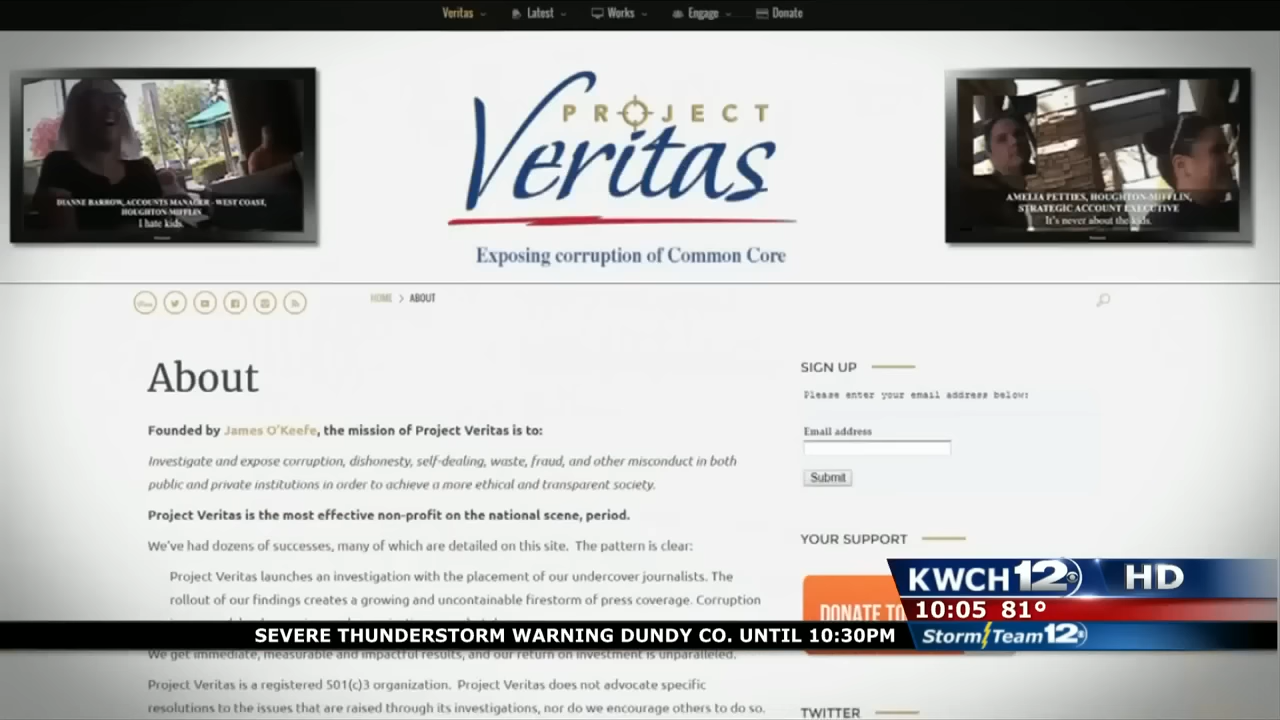 Veritas
Latest
Works
Engage
Donate
PROJECT
Veritas
Exposing corruption of Common Core
DIANNE BARROW, ACCOUNTS MANAGER - WEST COAST,
HOUGHTON-MIFFLIN
I hate kids.
AMELIA PETTIES, HOUGHTON-MIFFLIN,
STRATEGIC ACCOUNT EXECUTIVE
It's never about the kids.
HOME > ABOUT
About
Founded by James O'Keefe, the mission of Project Veritas is to:
Investigate and expose corruption, dishonesty, self-dealing, waste, fraud, and other misconduct in both
public and private institutions in order to achieve a more ethical and transparent society.
Project Veritas is the most effective non-profit on the national scene, period.
We've had dozens of successes, many of which are detailed on this site. The pattern is clear:
Project Veritas launches an investigation with the placement of our undercover journalists. The
rollout of our findings creates a growing and uncontainable firestorm of press coverage. Corruption
We get immediate, measurable and impactful results, and our return on investment is unparalleled.
Project Veritas is a registered 501(c)3 organization. Project Veritas does not advocate specific
resolutions to the issues that are raised through its investigations, nor do we encourage others to do so.
SIGN UP
Please enter your email address below:
Email address
Submit
YOUR SUPPORT
DONATE TO
TWITTER
KWCH 12 HD
10:05 81°
Storm Team 12
SEVERE THUNDERSTORM WARNING DUNDY CO. UNTIL 10:30PM